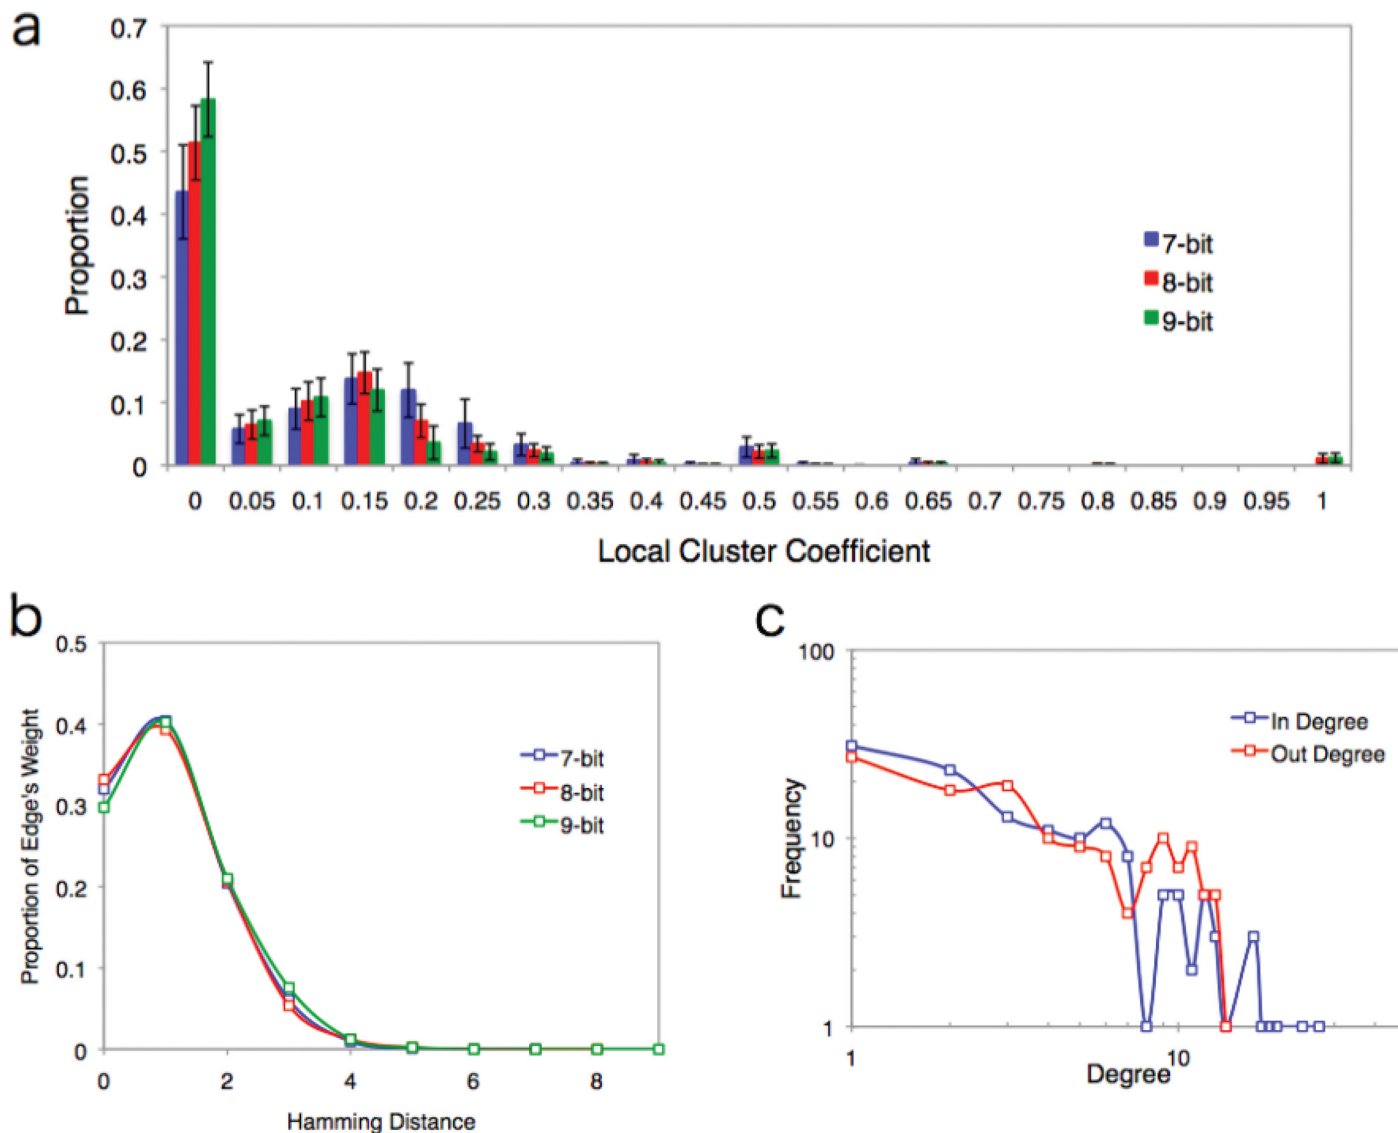 a
0.7
0.6
0.5
0.4
0.3
0.2
0.1
0
Proportion
7-bit
8-bit
9-bit
0 0.05 0.1 0.15 0.2 0.25 0.3 0.35 0.4 0.45 0.5 0.55 0.6 0.65 0.7 0.75 0.8 0.85 0.9 0.95 1
Local Cluster Coefficient
b
0.5
0.4
0.3
0.2
0.1
0
Proportion of Edge's Weight
7-bit
8-bit
9-bit
0 2 4 6 8
Hamming Distance
c
100
10
1
Frequency
In Degree
Out Degree
1 10
Degree